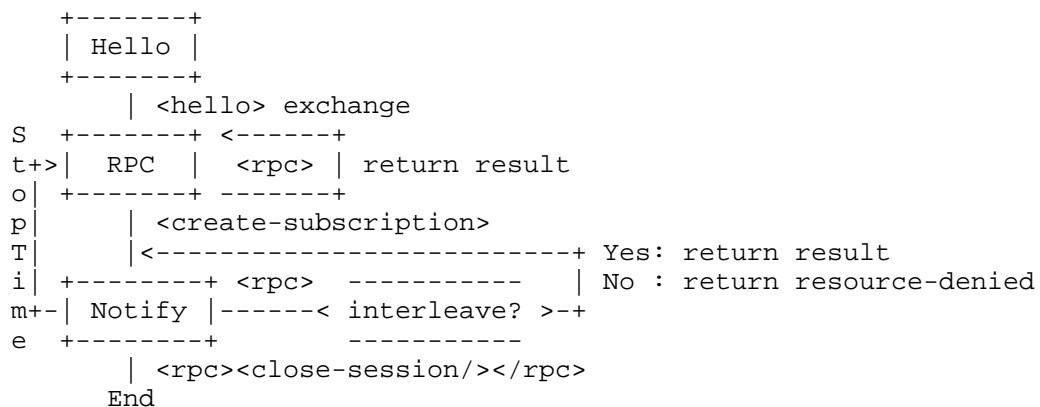 +-------+
   | Hello |
   +-------+
       | <hello> exchange
S  +-------+ <------+
t+>|  RPC  |  <rpc> | return result
o| +-------+ -------+
p|     | <create-subscription>
T|     |<--------------------------+ Yes: return result
i| +--------+ <rpc>  -----------   | No : return resource-denied
m+-| Notify |------< interleave? >-+
e  +--------+        -----------
       | <rpc><close-session/></rpc>
      End